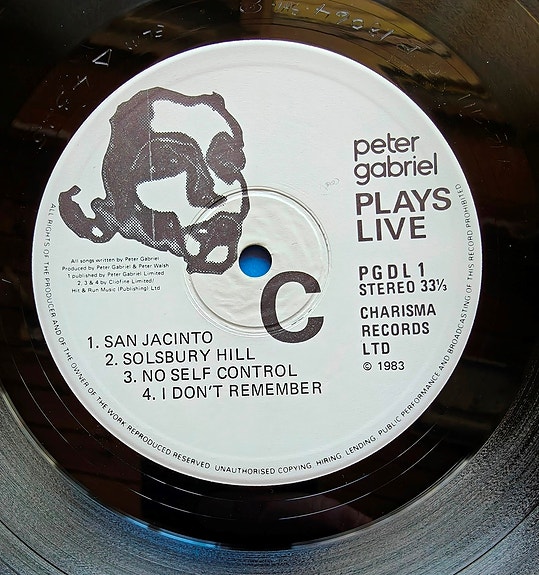 peter
gabriel
PLAYS
LIVE
PGDL 1
STEREO 33⅓
CHARISMA
RECORDS
LTD
© 1983
All songs written by Peter Gabriel
Produced by Peter Gabriel & Peter Walsh
1 published by Peter Gabriel Limited
2, 3 & 4 by Cliofine Limited/
Hit & Run Music (Publishing) Ltd
C
1. SAN JACINTO
2. SOLSBURY HILL
3. NO SELF CONTROL
4. I DON'T REMEMBER
ALL RIGHTS OF THE PRODUCER AND OF THE OWNER OF THE WORK REPRODUCED RESERVED. UNAUTHORISED COPYING, HIRING, LENDING, PUBLIC PERFORMANCE AND BROADCASTING OF THIS RECORD PROHIBITED